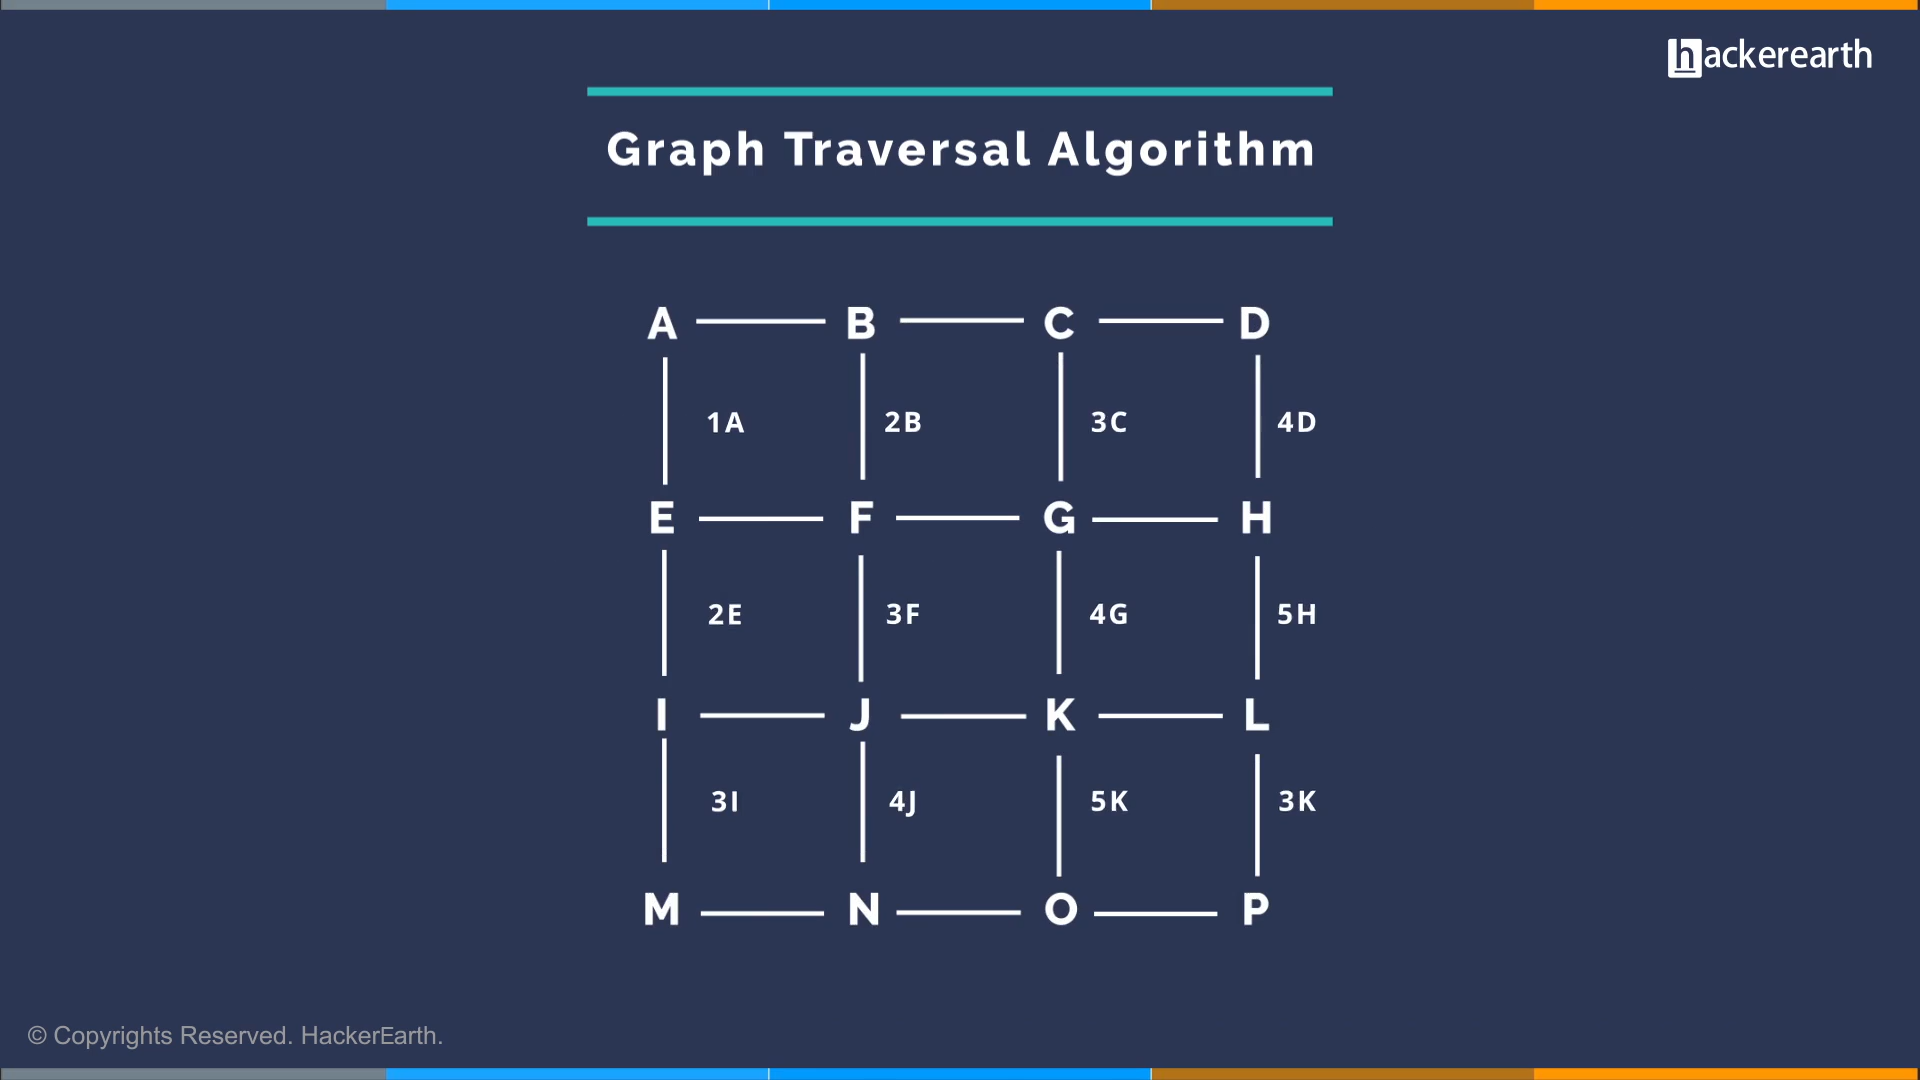 hackerearth
Graph Traversal Algorithm
A B C D
1A 2B 3C 4D
E F G H
2E 3F 4G 5H
I J K L
3I 4J 5K 3K
M N O P
© Copyrights Reserved. HackerEarth.